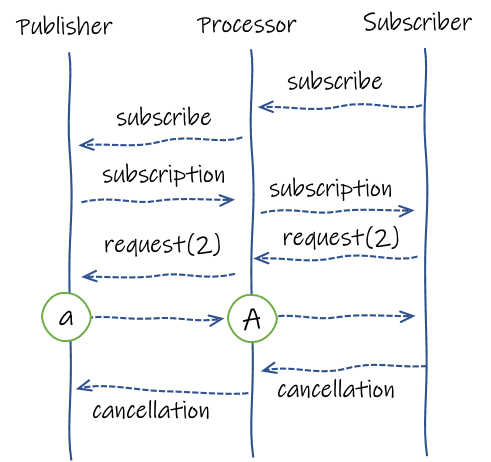 Publisher
Processor
Subscriber
subscribe
subscribe
subscription
subscription
request(2)
request(2)
a
A
cancellation
cancellation